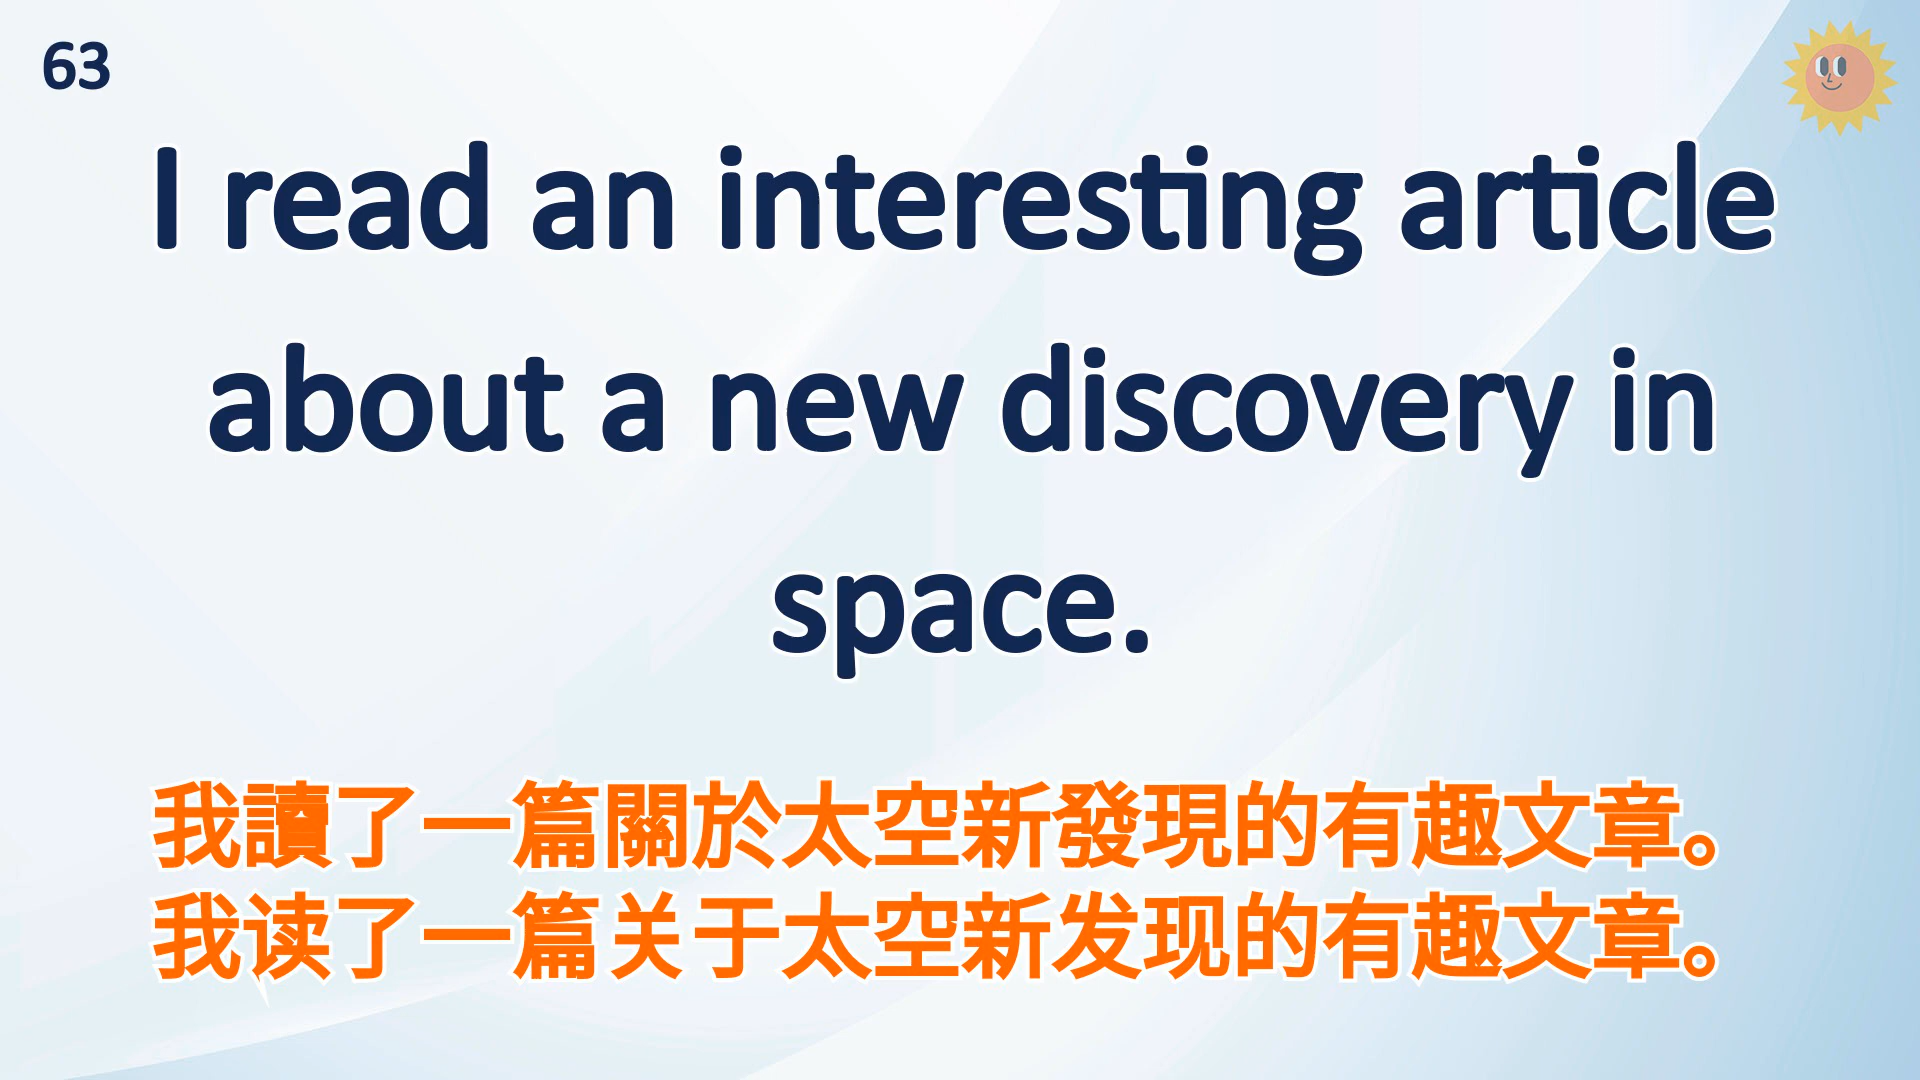 63
I read an interesting article
about a new discovery in
space.
我讀了一篇關於太空新發現的有趣文章。
我读了一篇关于太空新发现的有趣文章。